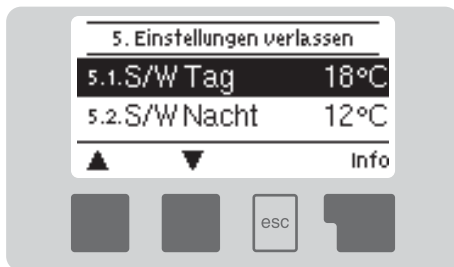 5. Einstellungen verlassen
5.1. S/W Tag 18°C
5.2. S/W Nacht 12°C
▲ ▼ Info
esc